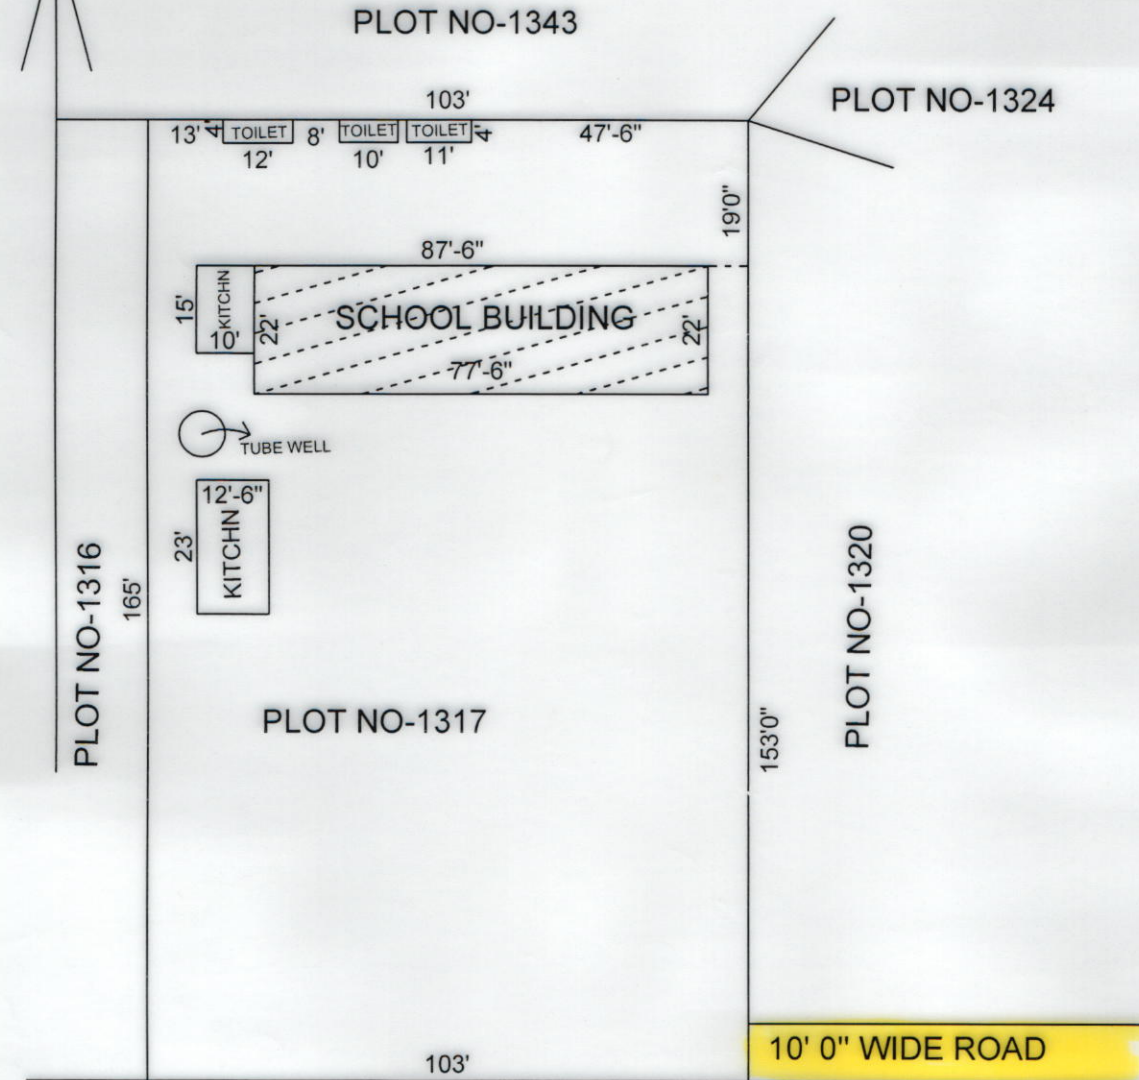 PLOT NO-1343
103'
PLOT NO-1324
13'
4'
TOILET
12'
8'
TOILET
10'
TOILET
11'
4'
47'-6"
19'0"
87'-6"
15'
KITCHN
10'
22'
SCHOOL BUILDING
22'
77'-6"
TUBE WELL
12'-6"
23'
KITCHN
PLOT NO-1316
165'
PLOT NO-1320
PLOT NO-1317
153'0"
10' 0" WIDE ROAD
103'